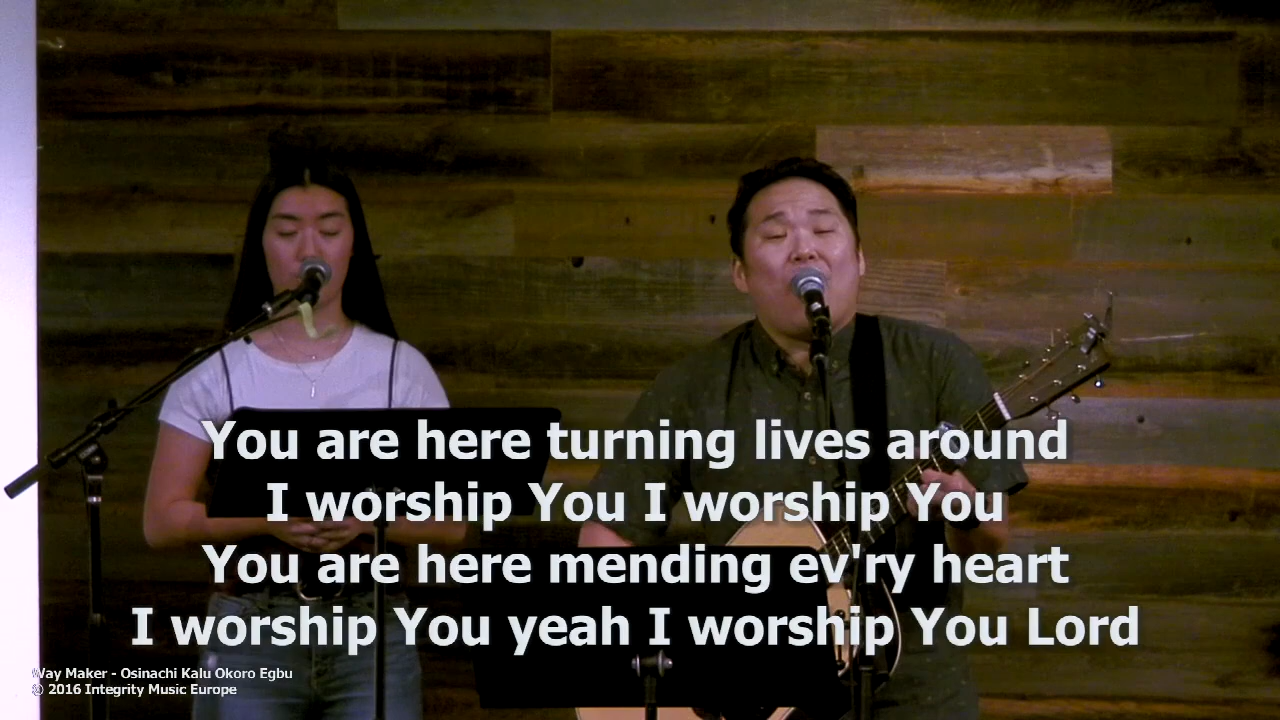 You are here turning lives around
I worship You I worship You
You are here mending ev'ry heart
I worship You yeah I worship You Lord
Way Maker - Osinachi Kalu Okoro Egbu
© 2016 Integrity Music Europe